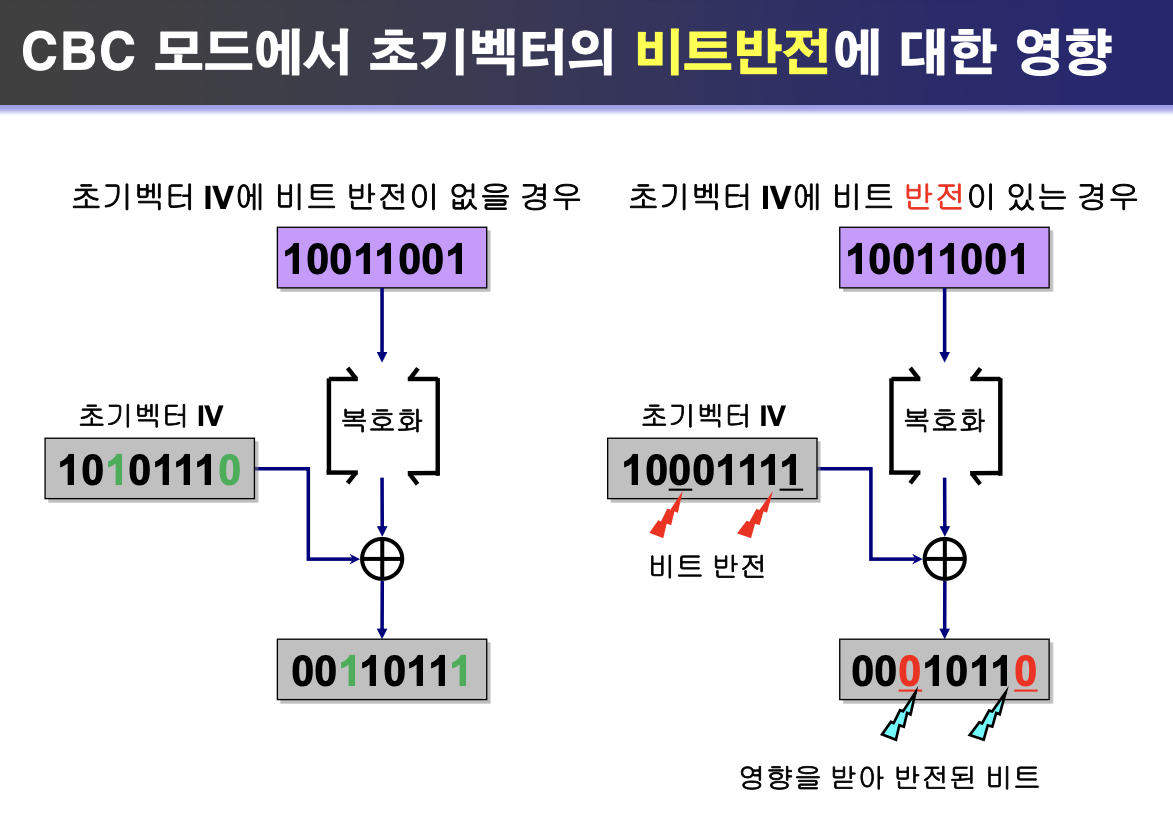 CBC 모드에서 초기벡터의 비트반전에 대한 영향
초기벡터 IV에 비트 반전이 없을 경우
10011001
복호화
초기벡터 IV
10101110
00110111
초기벡터 IV에 비트 반전이 있는 경우
10011001
복호화
초기벡터 IV
10001111
비트 반전
00010110
영향을 받아 반전된 비트